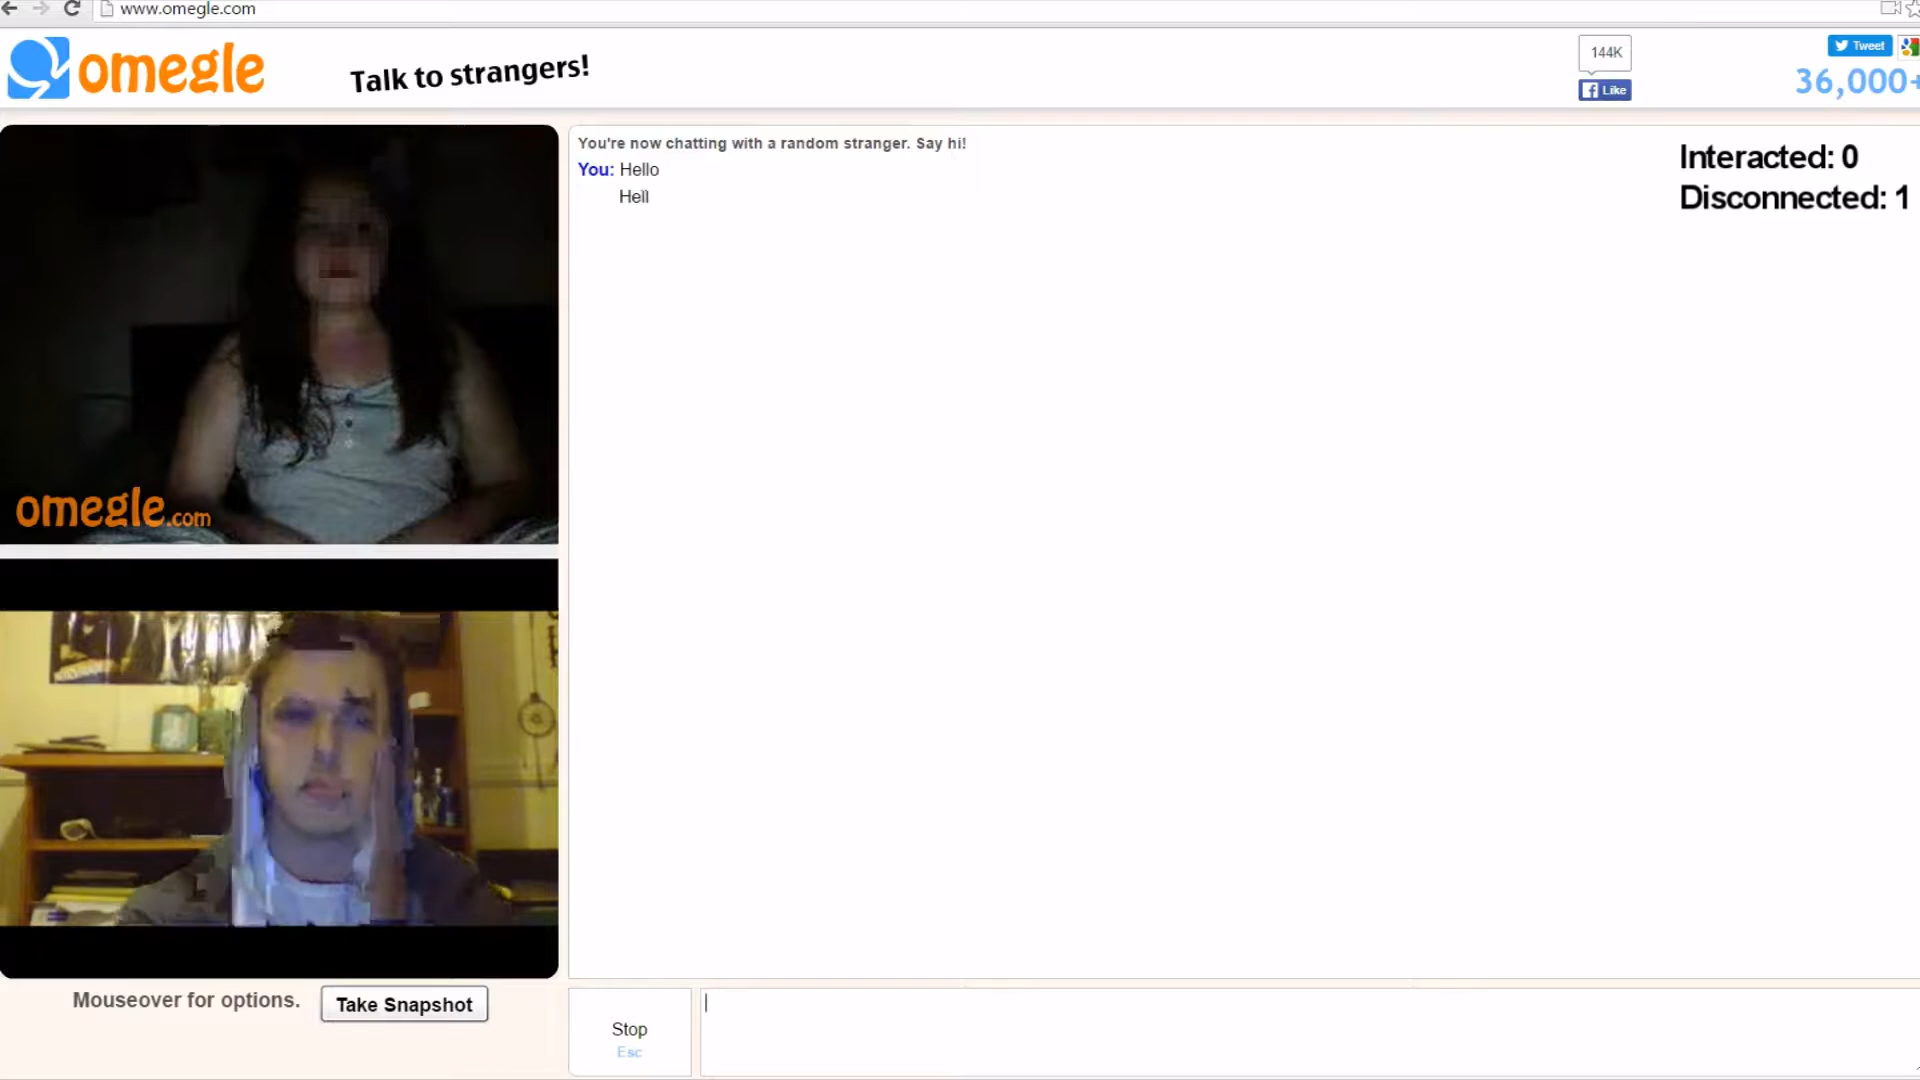 www.omegle.com
omegle
Talk to strangers!
144K
Like
Tweet
36,000+
You're now chatting with a random stranger. Say hi!
Interacted: 0
You: Hello
Hell
Disconnected: 1
omegle.com
Mouseover for options.
Take Snapshot
Stop
Esc